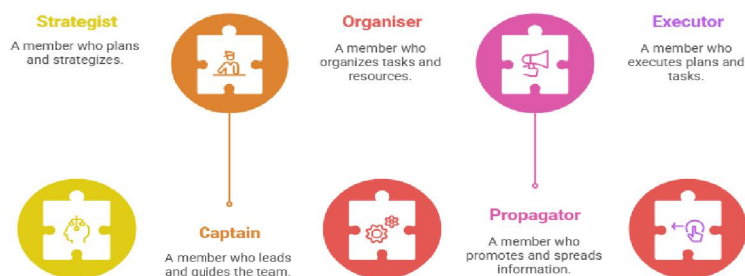 Strategist
A member who plans
and strategizes.
Captain
A member who leads
and guides the team.
Organiser
A member who
organizes tasks and
resources.
Propagator
A member who
promotes and spreads
information.
Executor
A member who
executes plans and
tasks.